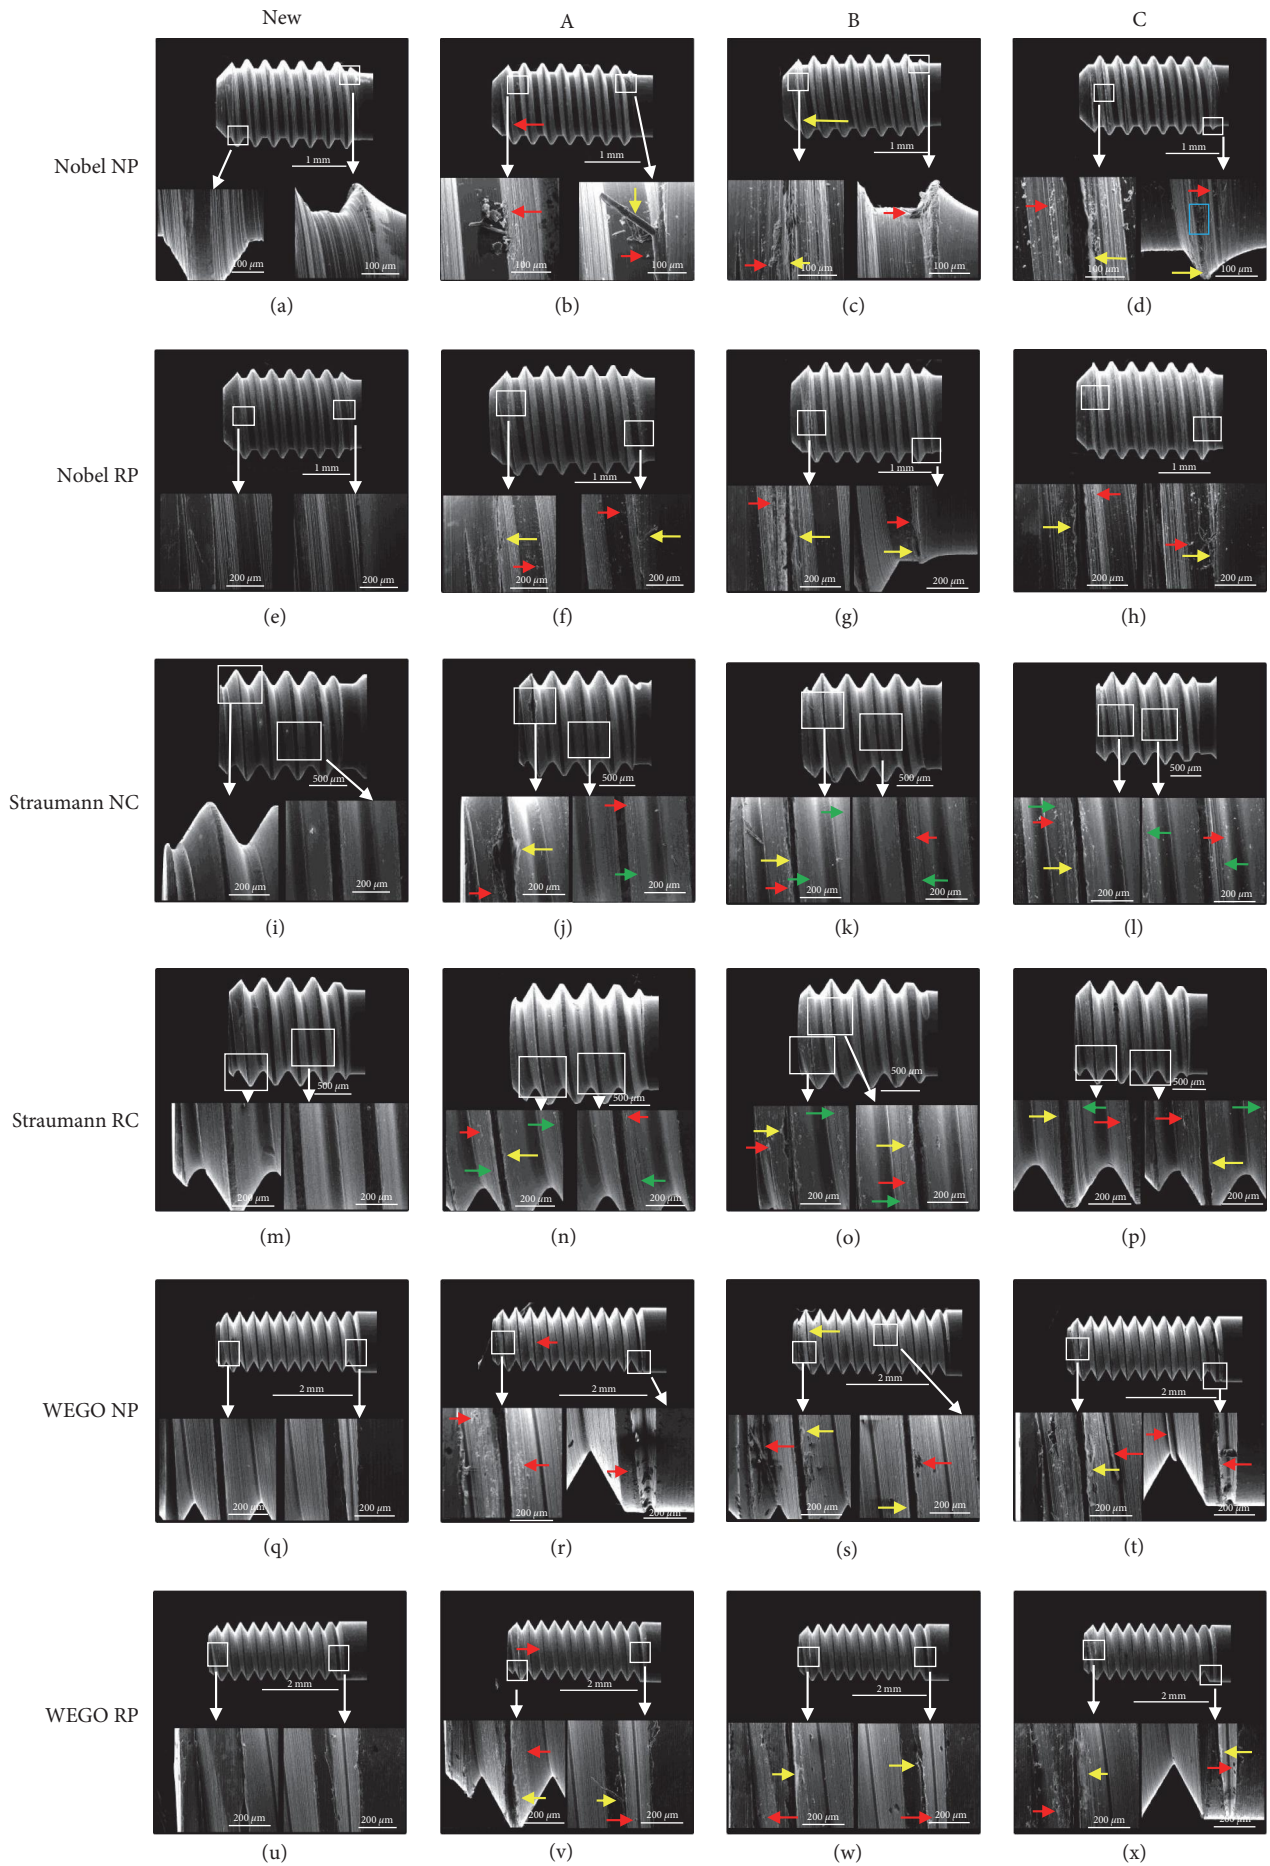 New A B C
Nobel NP
1 mm 1 mm 1 mm 1 mm
100 μm 100 μm 100 μm 100 μm 100 μm 100 μm 100 μm 100 μm
(a) (b) (c) (d)
Nobel RP
1 mm 1 mm 1 mm 1 mm
200 μm 200 μm 200 μm 200 μm 200 μm 200 μm 200 μm 200 μm
(e) (f) (g) (h)
Straumann NC
500 μm 500 μm 500 μm 500 μm
200 μm 200 μm 200 μm 200 μm 200 μm 200 μm 200 μm 200 μm
(i) (j) (k) (l)
Straumann RC
500 μm 500 μm 500 μm 500 μm
200 μm 200 μm 200 μm 200 μm 200 μm 200 μm 200 μm 200 μm
(m) (n) (o) (p)
WEGO NP
2 mm 2 mm 2 mm 2 mm
200 μm 200 μm 200 μm 200 μm 200 μm 200 μm 200 μm 200 μm
(q) (r) (s) (t)
WEGO RP
2 mm 2 mm 2 mm 2 mm
200 μm 200 μm 200 μm 200 μm 200 μm 200 μm 200 μm 200 μm
(u) (v) (w) (x)